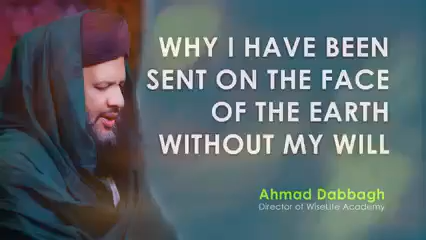 WHY I HAVE BEEN
SENT ON THE FACE
OF THE EARTH
WITHOUT MY WILL
Ahmad Dabbagh
Director of WiseLife Academy